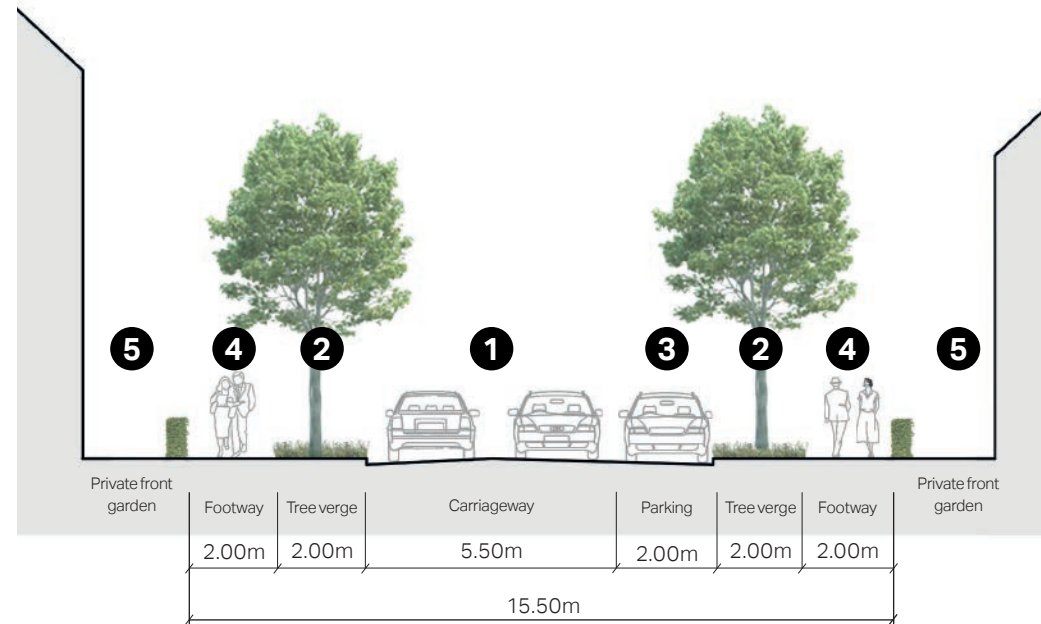 5 4 2 1 3 2 4 5
Private front
garden
Footway
Tree verge
Carriageway
Parking
Tree verge
Footway
Private front
garden
2.00m 2.00m 5.50m 2.00m 2.00m 2.00m
15.50m